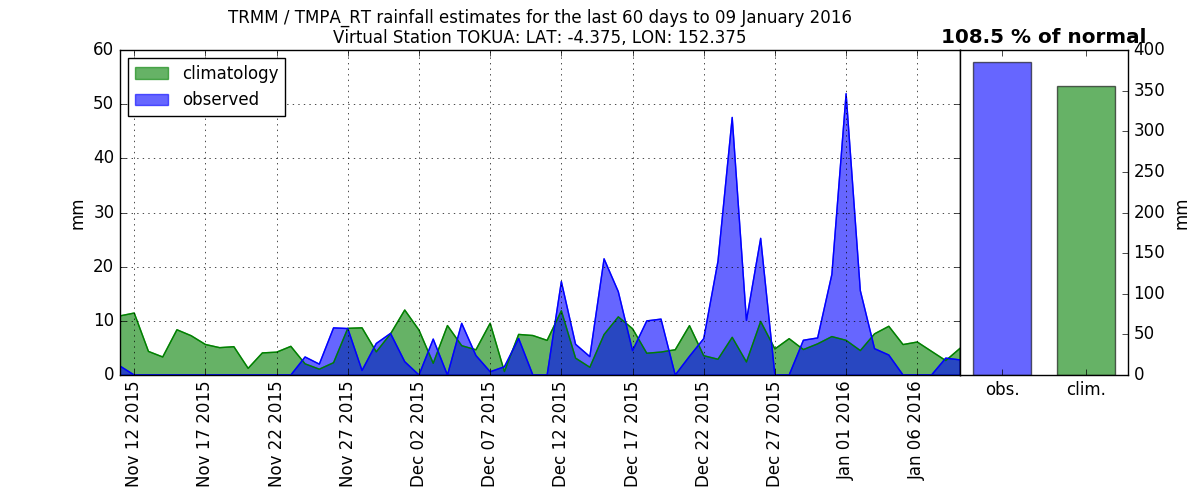 TRMM / TMPA_RT rainfall estimates for the last 60 days to 09 January 2016
Virtual Station TOKUA: LAT: -4.375, LON: 152.375
108.5 % of normal
climatology
observed
60
50
40
30
20
10
0
mm
Nov 12 2015
Nov 17 2015
Nov 22 2015
Nov 27 2015
Dec 02 2015
Dec 07 2015
Dec 12 2015
Dec 17 2015
Dec 22 2015
Dec 27 2015
Jan 01 2016
Jan 06 2016
obs.
clim.
400
350
300
250
200
150
100
50
0
mm